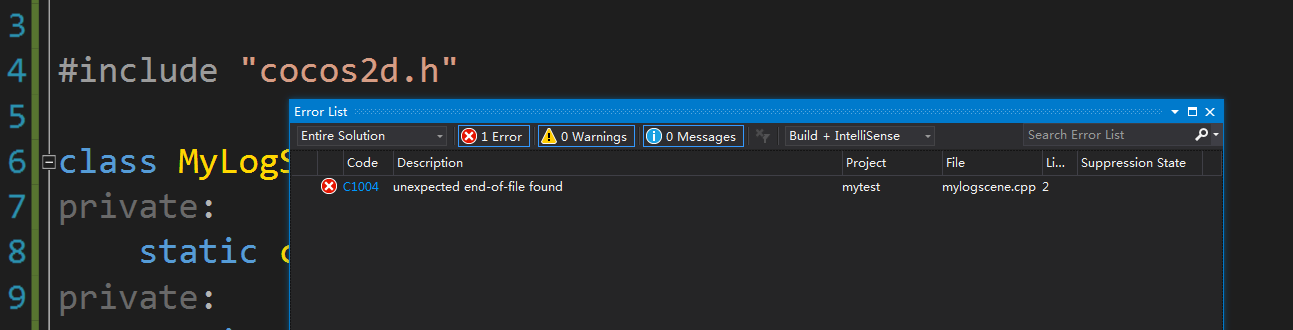 3
4 #include "cocos2d.h"
5
Error List
Entire Solution 1 Error 0 Warnings 0 Messages Build + IntelliSense Search Error List
6 class MyLogS
Code Description Project File Li... Suppression State
C1004 unexpected end-of-file found mytest mylogscene.cpp 2
7 private:
8 static
9 private: